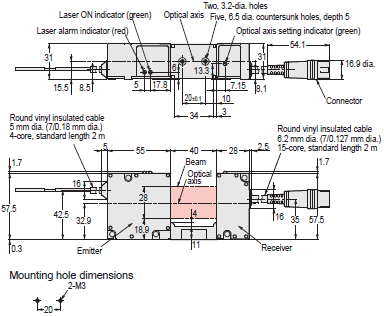 Two, 3.2-dia. holes
Laser ON indicator (green)
Optical axis
Five, 6.5 dia. countersunk holes, depth 5
Laser alarm indicator (red)
Optical axis setting indicator (green)
31
31
54.1
16.9 dia.
6
13.3
15.5
8.5
5
17.8
7.15
8.1
20±0.1
10
34
3
Connector
Round vinyl insulated cable
5 mm dia. (7/0.18 mm dia.)
4-core, standard length 2 m
Round vinyl insulated cable
6.2 mm dia. (7/0.127 mm dia.)
15-core, standard length 2 m
5
55
40
28
2.5
1.7
1.7
Beam
Optical
axis
16
28
57.5
42.5
32.9
18.9
4
16
35
57.5
0.3
11
Emitter
Receiver
Mounting hole dimensions
2-M3
20